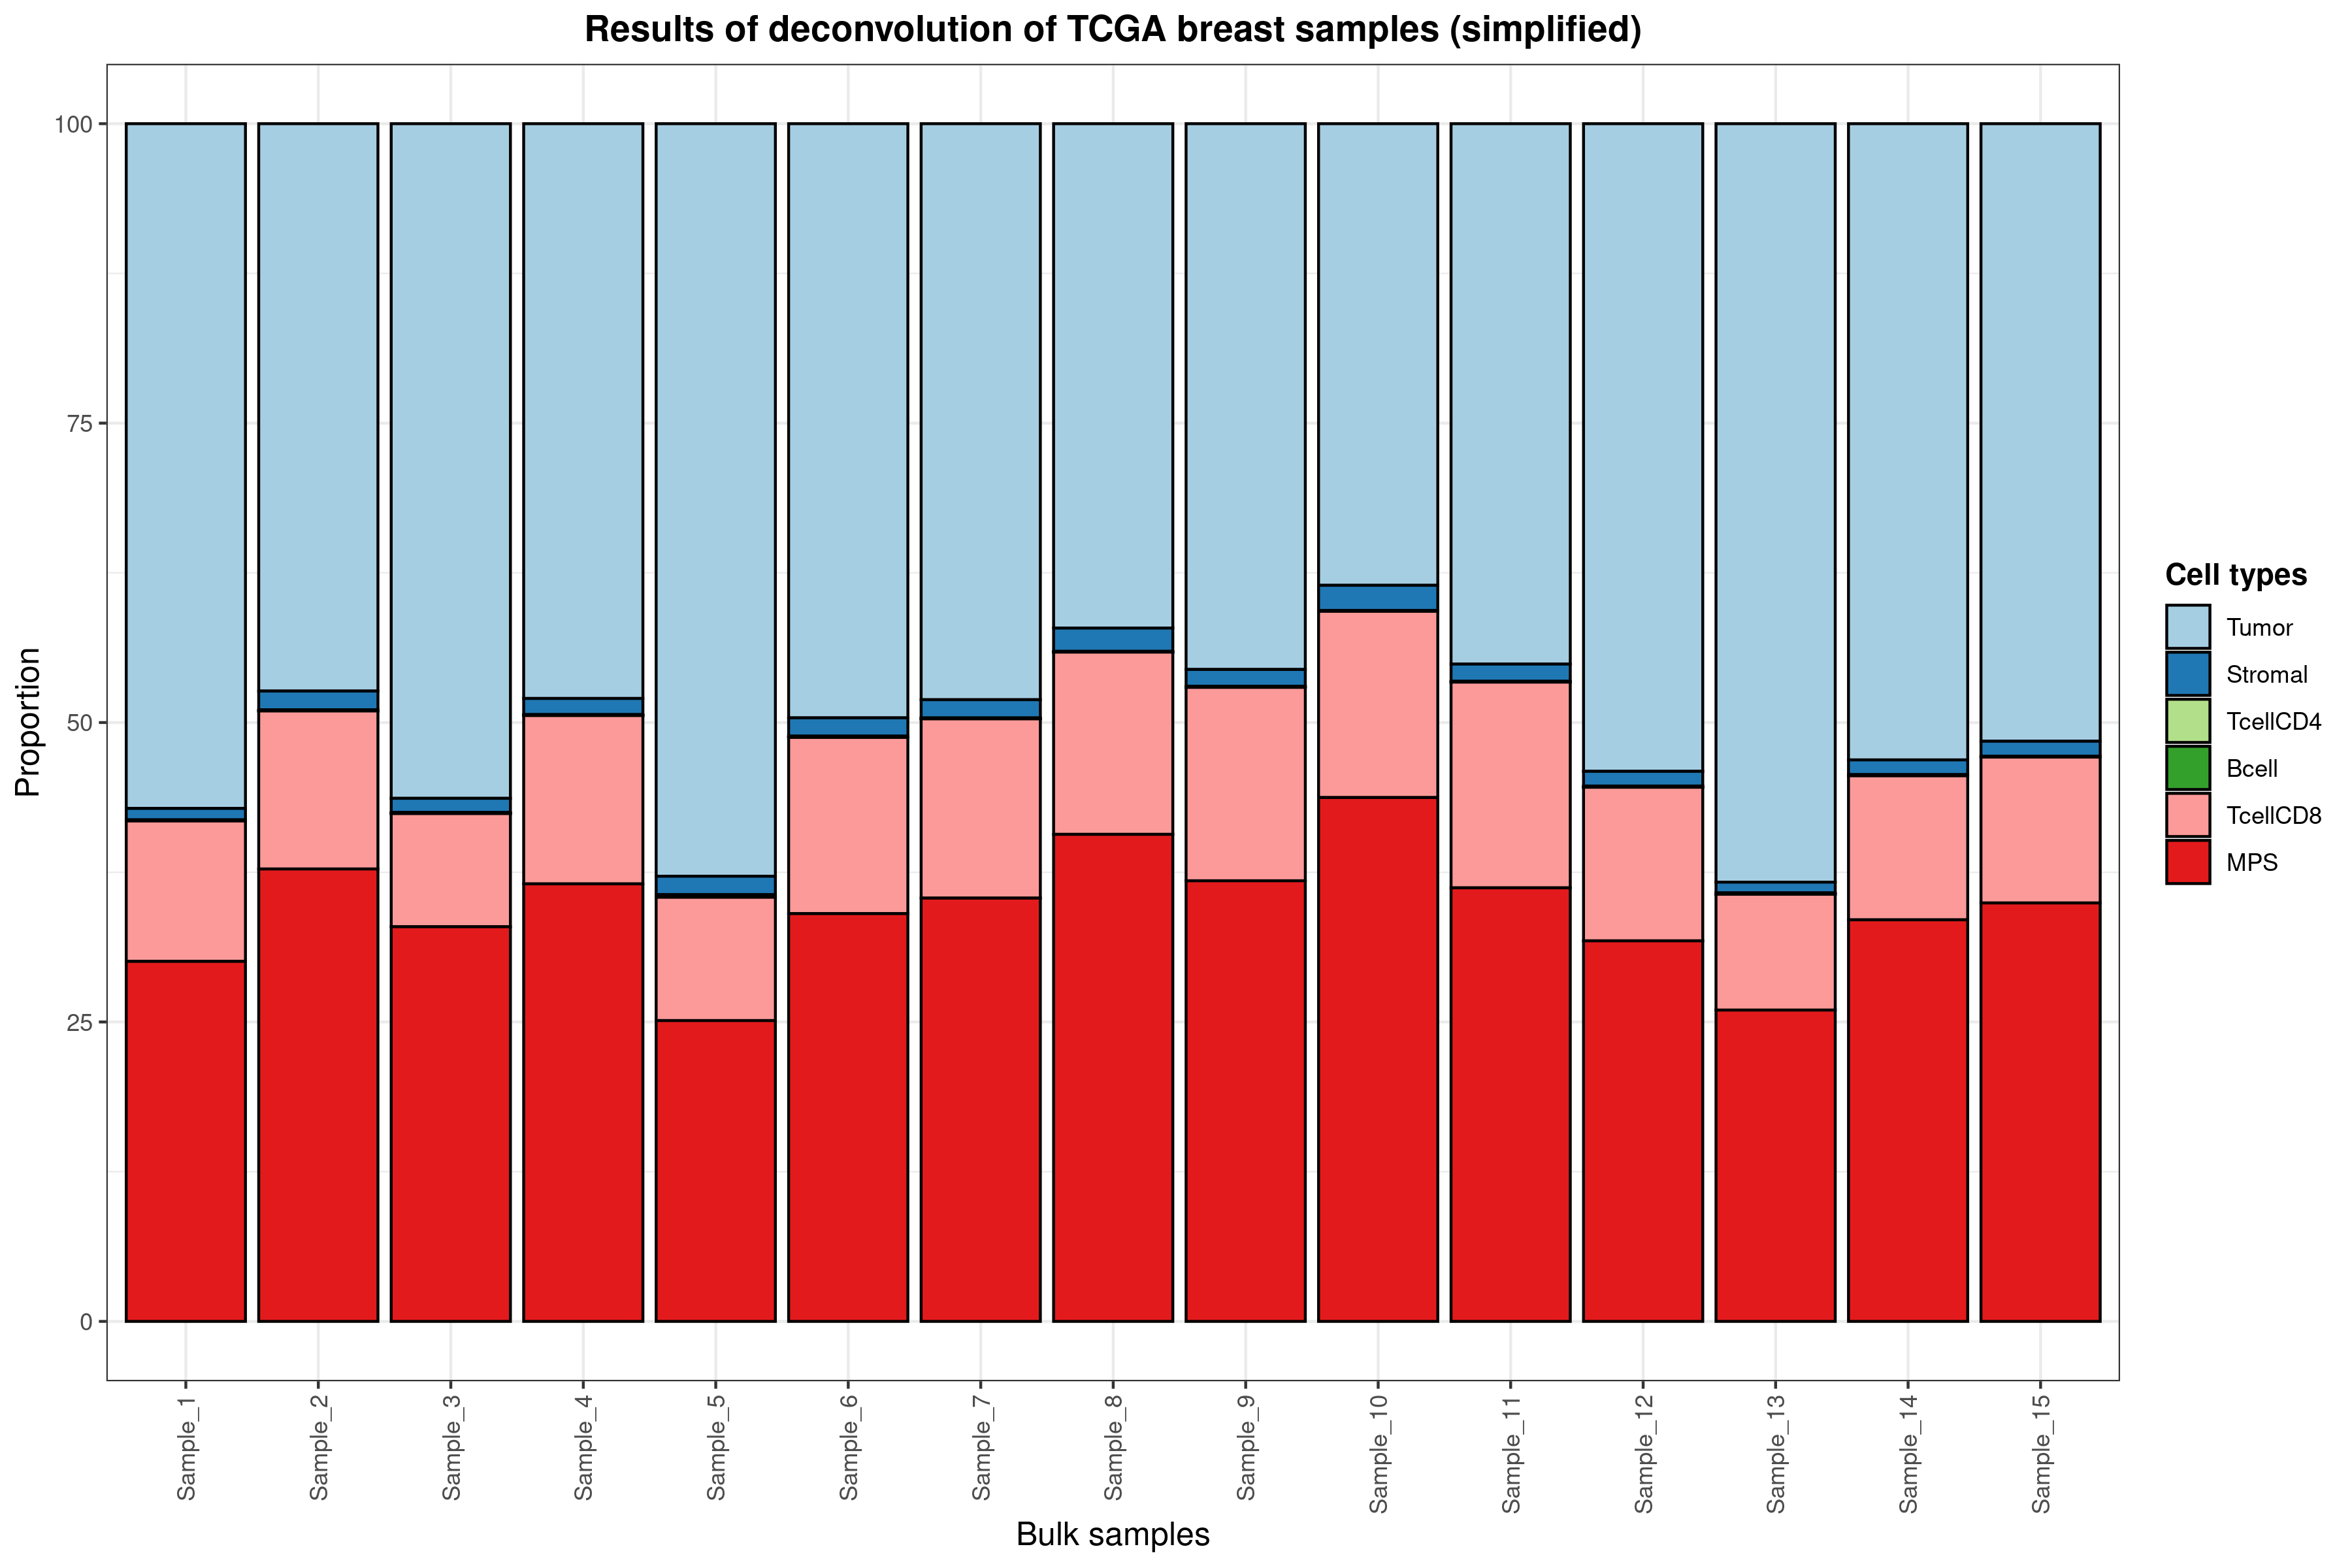 Results of deconvolution of TCGA breast samples (simplified)
Proportion
100
75
50
25
0
Sample_1
Sample_2
Sample_3
Sample_4
Sample_5
Sample_6
Sample_7
Sample_8
Sample_9
Sample_10
Sample_11
Sample_12
Sample_13
Sample_14
Sample_15
Bulk samples
Cell types
Tumor
Stromal
TcellCD4
Bcell
TcellCD8
MPS